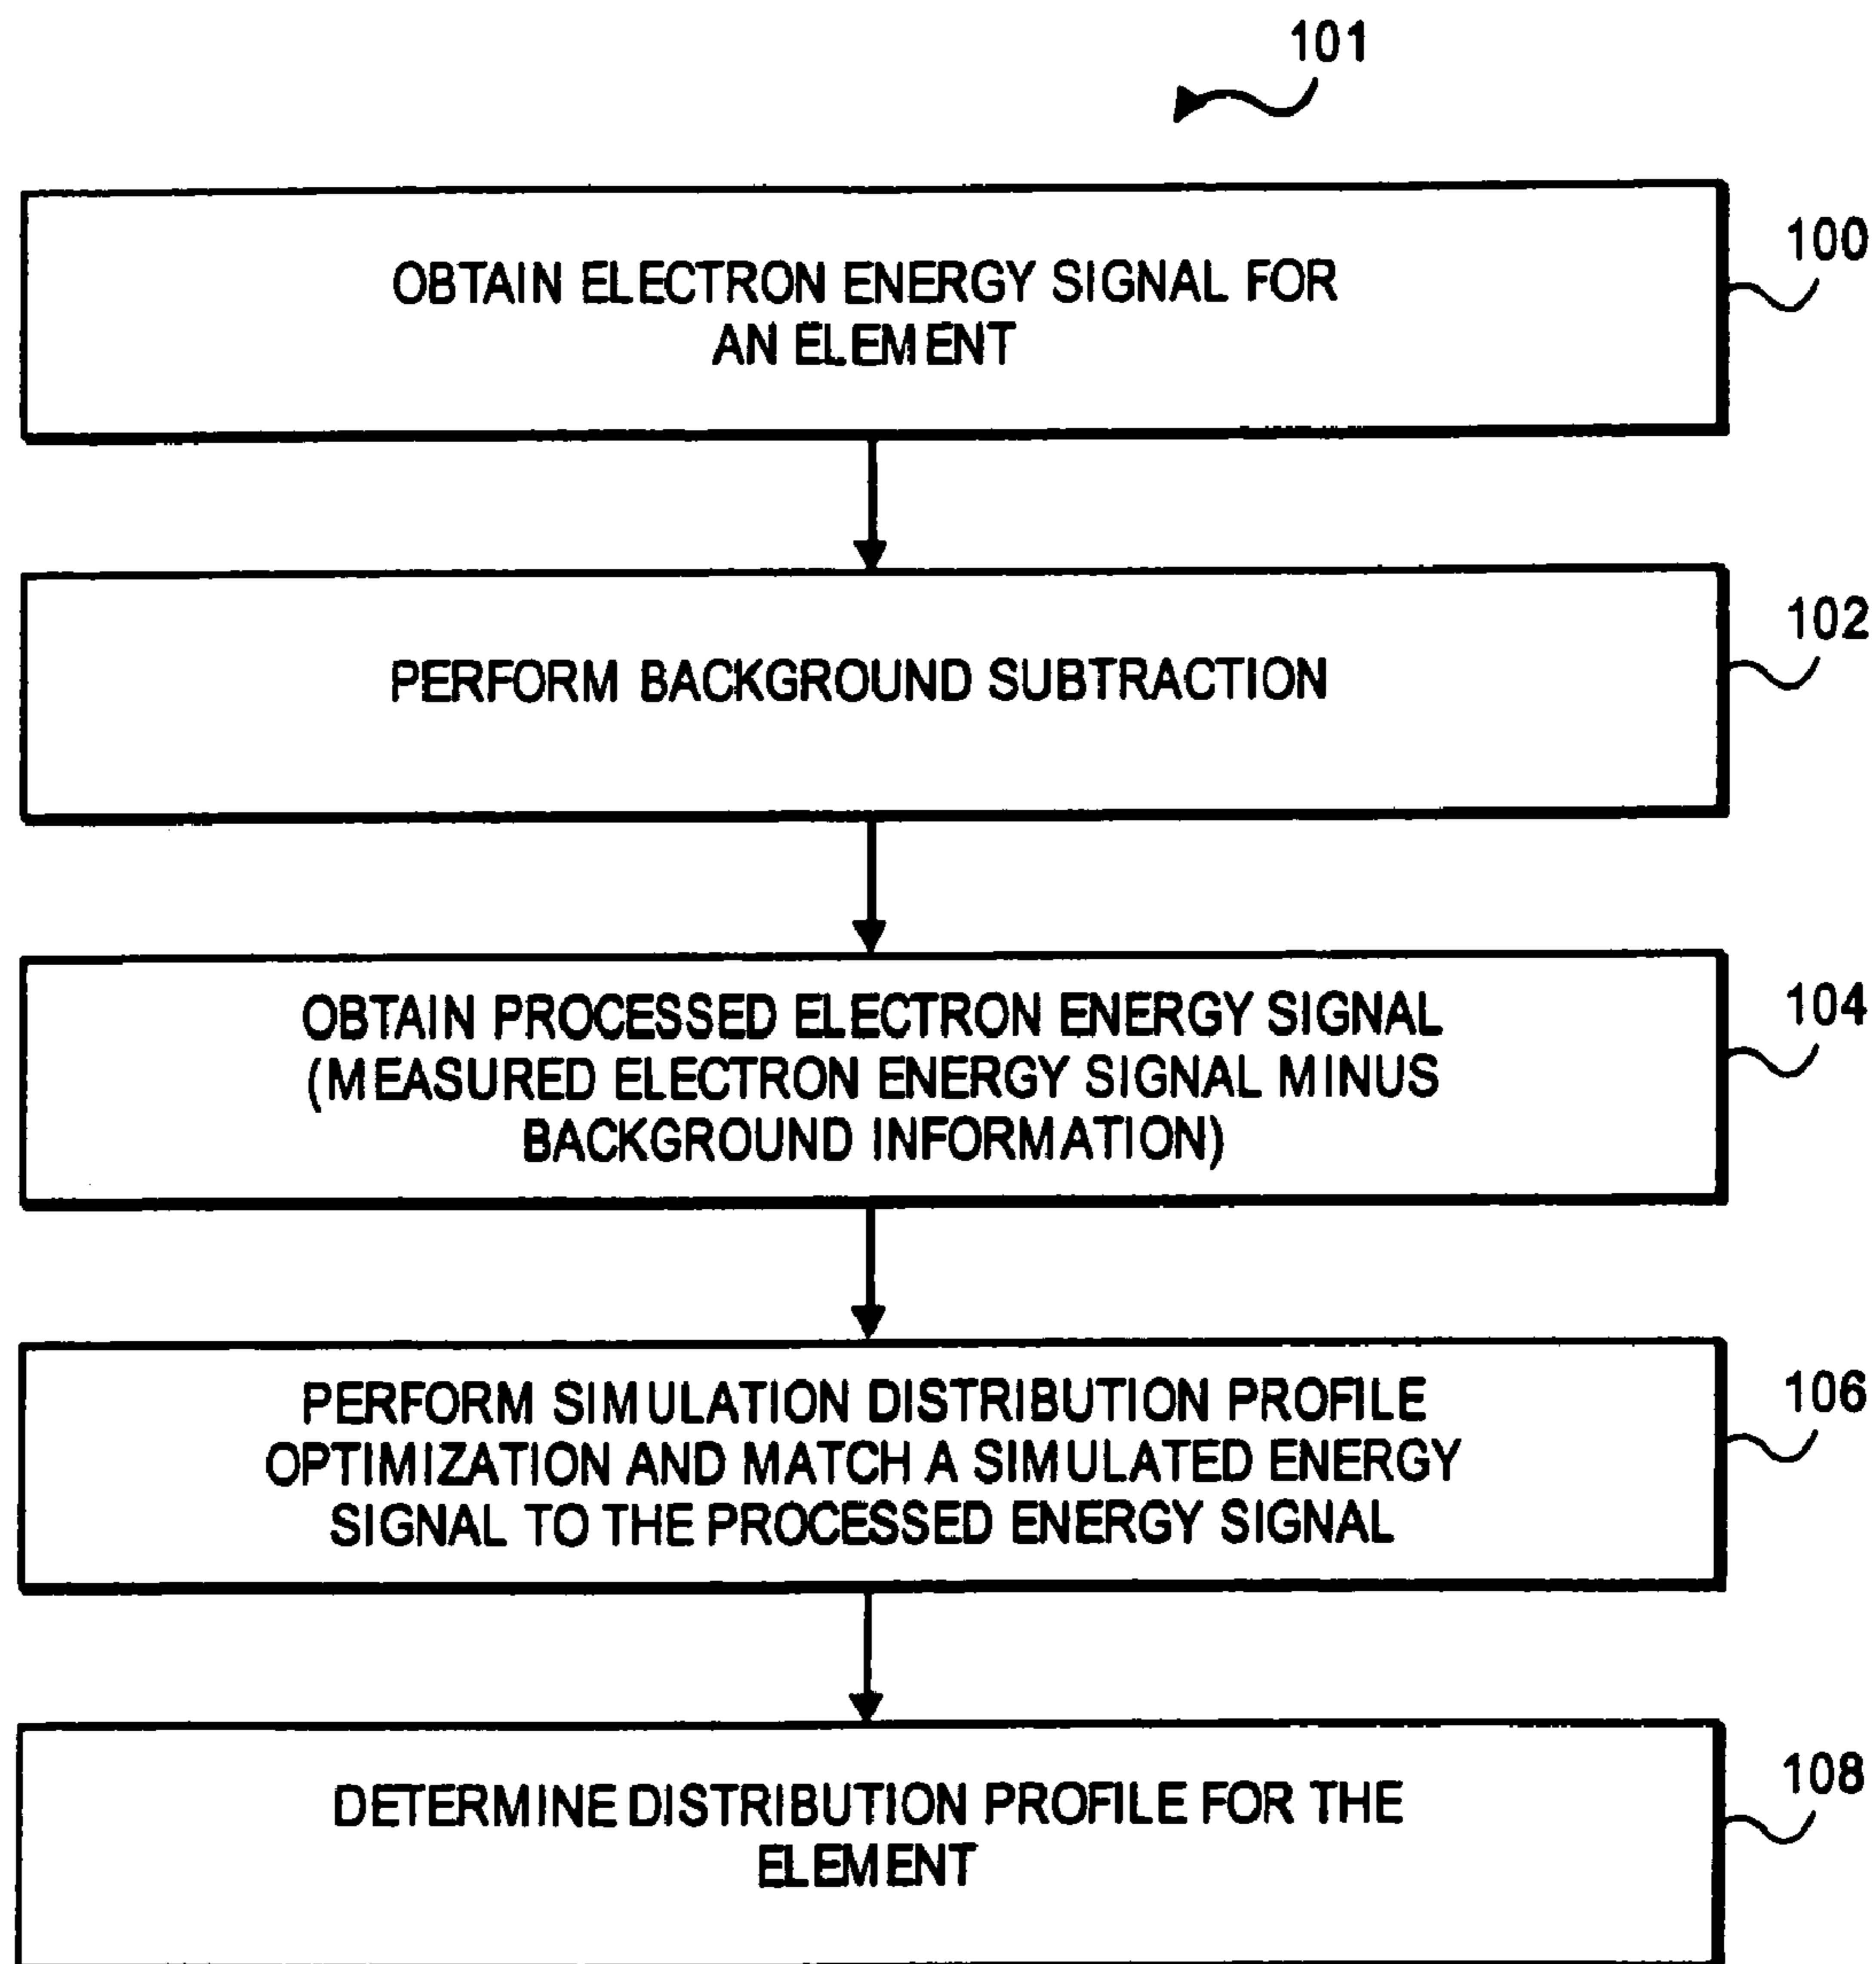 101
OBTAIN ELECTRON ENERGY SIGNAL FOR
AN ELEMENT
100
PERFORM BACKGROUND SUBTRACTION
102
OBTAIN PROCESSED ELECTRON ENERGY SIGNAL
(MEASURED ELECTRON ENERGY SIGNAL MINUS
BACKGROUND INFORMATION)
104
PERFORM SIMULATION DISTRIBUTION PROFILE
OPTIMIZATION AND MATCH A SIMULATED ENERGY
SIGNAL TO THE PROCESSED ENERGY SIGNAL
106
DETERMINE DISTRIBUTION PROFILE FOR THE
ELEMENT
108